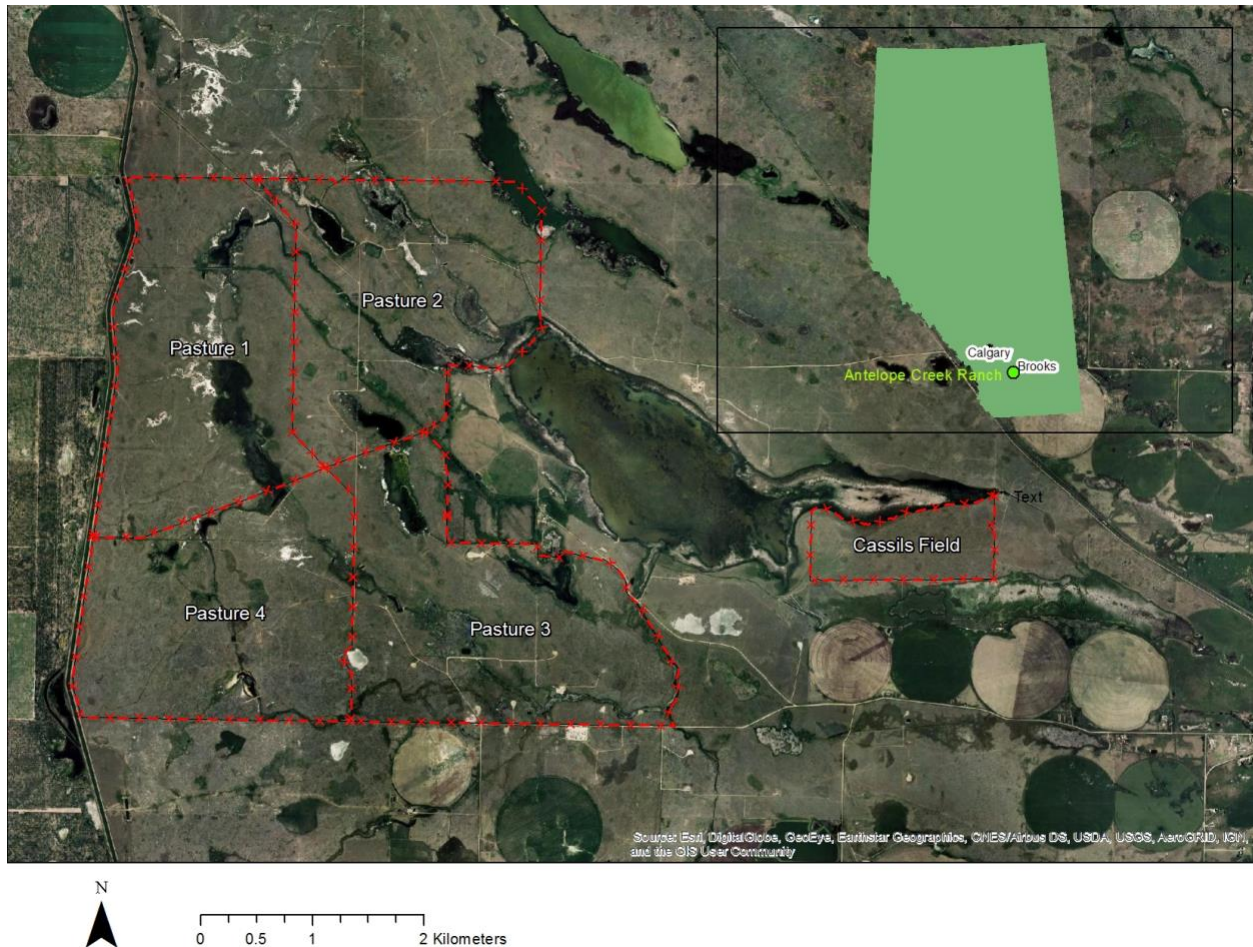 Calgary
Brooks
Antelope Creek Ranch
Pasture 2
Pasture 1
Text
Cassils Field
Pasture 4
Pasture 3
Source: Esri, DigitalGlobe, GeoEye, Earthstar Geographics, CNES/Airbus DS, USDA, USGS, AeroGRID, IGN,
and the GIS User Community
N
0 0.5 1 2 Kilometers